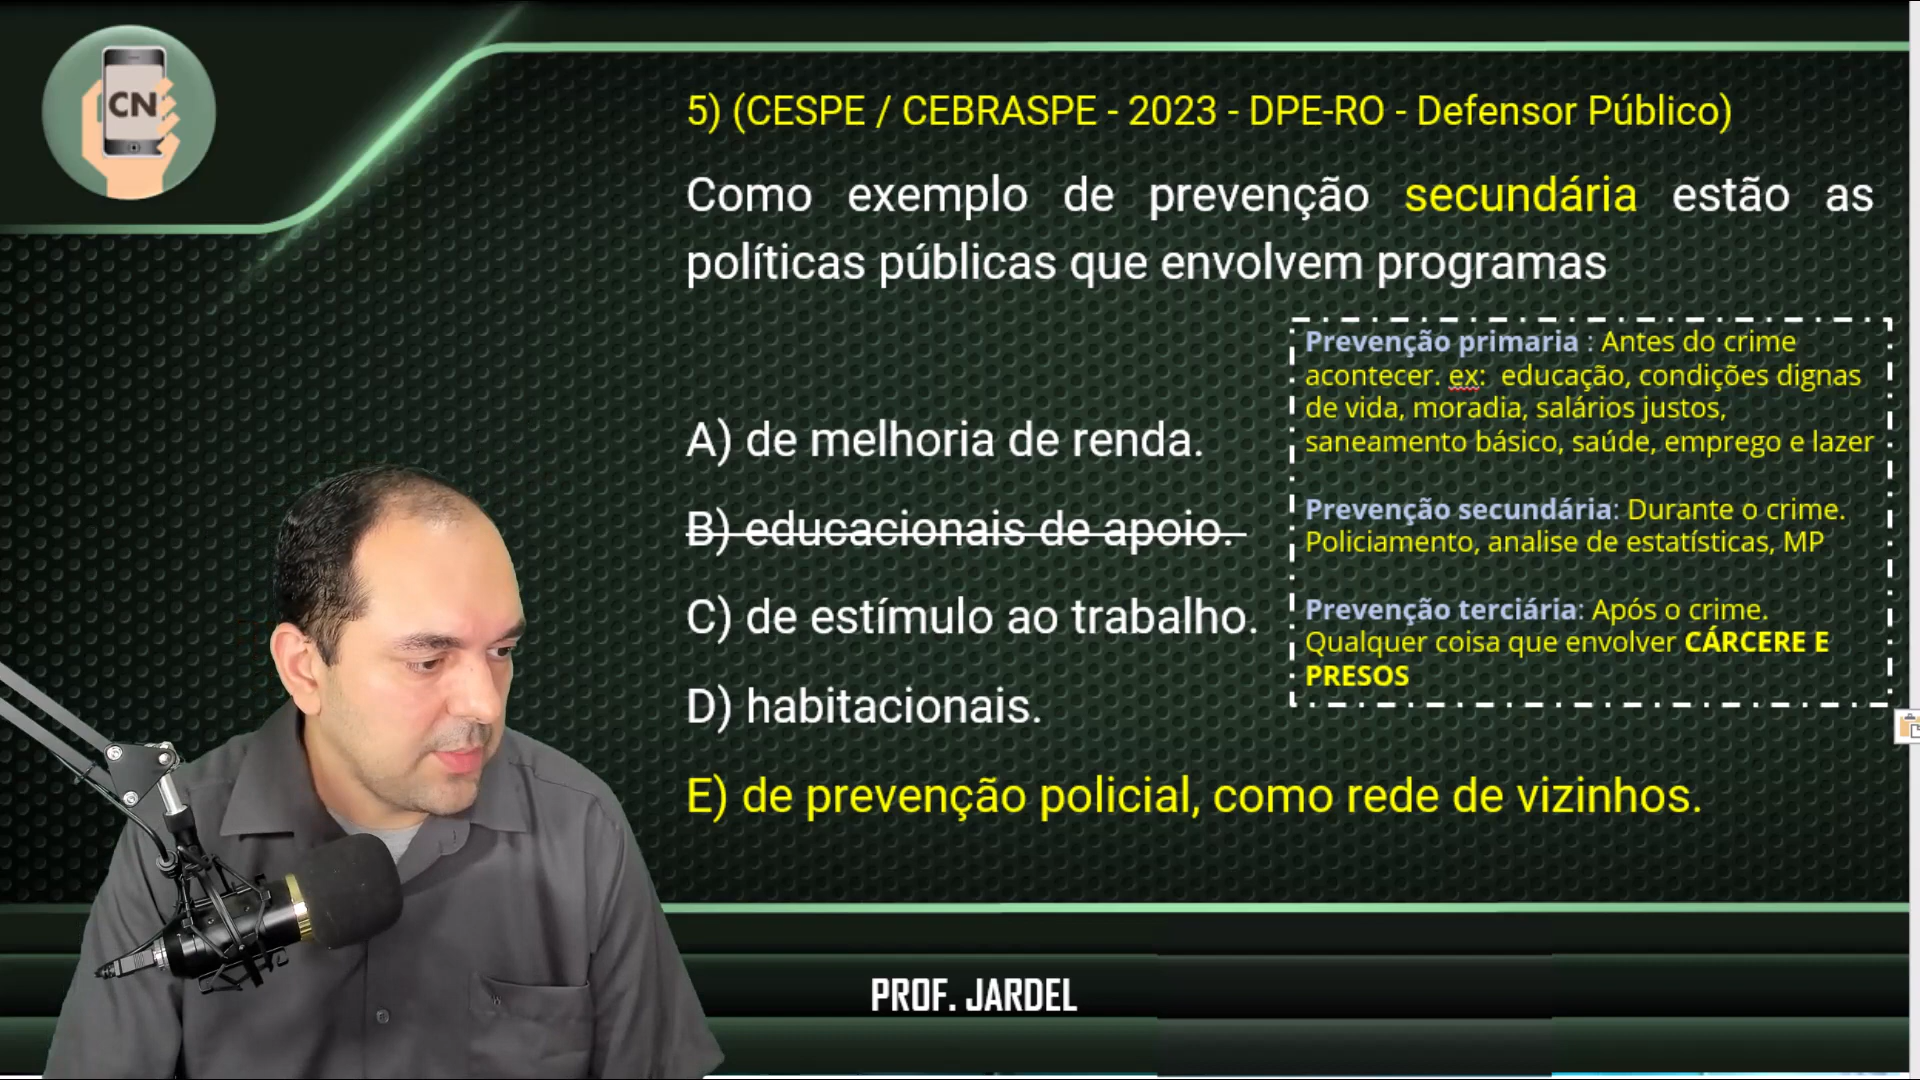 CN
5) (CESPE / CEBRASPE - 2023 - DPE-RO - Defensor Público)
Como exemplo de prevenção secundária estão as
políticas públicas que envolvem programas
Prevenção primaria : Antes do crime
acontecer. ex: educação, condições dignas
de vida, moradia, salários justos,
saneamento básico, saúde, emprego e lazer
A) de melhoria de renda.
B) educacionais de apoio.
Prevenção secundária: Durante o crime.
Policiamento, analise de estatísticas, MP
C) de estímulo ao trabalho.
Prevenção terciária: Após o crime.
Qualquer coisa que envolver CÁRCERE E
PRESOS
D) habitacionais.
E) de prevenção policial, como rede de vizinhos.
PROF. JARDEL